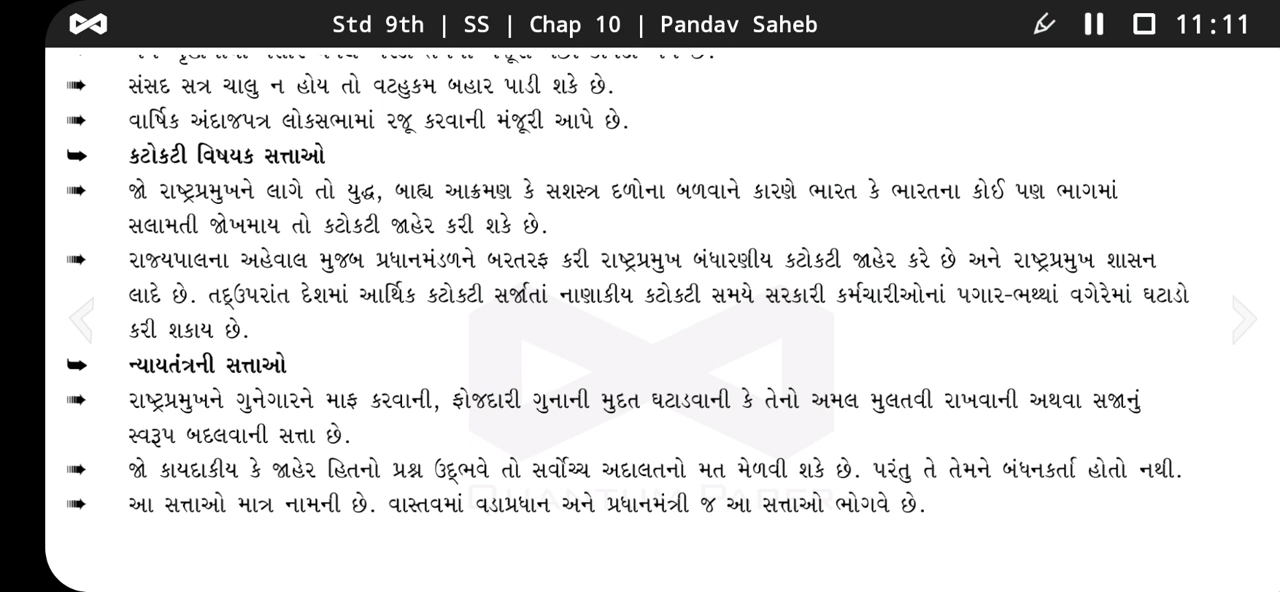 Std 9th | SS | Chap 10 | Pandav Saheb 11:11
સંસદ સત્ર ચાલુ ન હોય તો વટહુકમ બહાર પાડી શકે છે.
વાર્ષિક અંદાજપત્ર લોકસભામાં રજૂ કરવાની મંજૂરી આપે છે.
કટોકટી વિષયક સત્તાઓ
જો રાષ્ટ્રપ્રમુખને લાગે તો યુદ્ધ, બાહ્ય આક્રમણ કે સશસ્ત્ર દળોના બળવાને કારણે ભારત કે ભારતના કોઈ પણ ભાગમાં
સલામતી જોખમાય તો કટોકટી જાહેર કરી શકે છે.
રાજયપાલના અહેવાલ મુજબ પ્રધાનમંડળને બરતરફ કરી રાષ્ટ્રપ્રમુખ બંધારણીય કટોકટી જાહેર કરે છે અને રાષ્ટ્રપ્રમુખ શાસન
લાદે છે. તદ્ઉપરાંત દેશમાં આર્થિક કટોકટી સર્જાતાં નાણાકીય કટોકટી સમયે સરકારી કર્મચારીઓનાં પગાર-ભથ્થાં વગેરેમાં ઘટાડો
કરી શકાય છે.
ન્યાયતંત્રની સત્તાઓ
રાષ્ટ્રપ્રમુખને ગુનેગારને માફ કરવાની, ફોજદારી ગુનાની મુદત ઘટાડવાની કે તેનો અમલ મુલતવી રાખવાની અથવા સજાનું
સ્વરૂપ બદલવાની સત્તા છે.
જો કાયદાકીય કે જાહેર હિતનો પ્રશ્ન ઉદ્ભવે તો સર્વોચ્ચ અદાલતનો મત મેળવી શકે છે. પરંતુ તે તેમને બંધનકર્તા હોતો નથી.
આ સત્તાઓ માત્ર નામની છે. વાસ્તવમાં વડાપ્રધાન અને પ્રધાનમંત્રી જ આ સત્તાઓ ભોગવે છે.